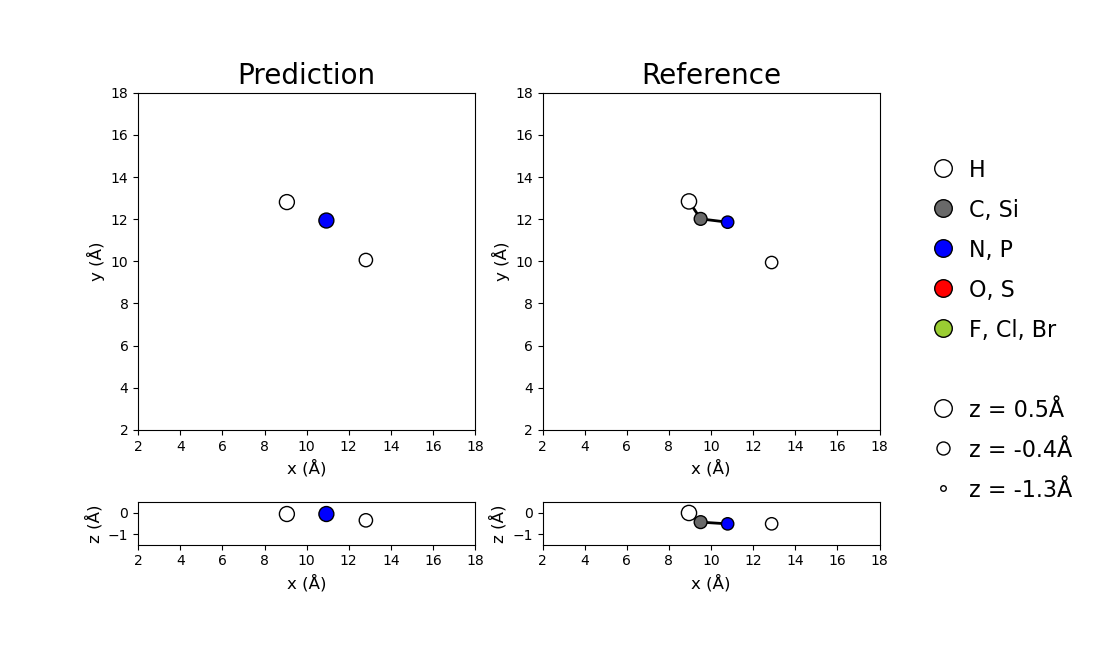 Prediction
Reference
18
16
14
12
10
8
6
4
2
y (Å)
2 4 6 8 10 12 14 16 18
x (Å)
18
16
14
12
10
8
6
4
2
y (Å)
2 4 6 8 10 12 14 16 18
x (Å)
H
C, Si
N, P
O, S
F, Cl, Br
z = 0.5Å
z = -0.4Å
z = -1.3Å
0
−1
z (Å)
2 4 6 8 10 12 14 16 18
x (Å)
0
−1
z (Å)
2 4 6 8 10 12 14 16 18
x (Å)